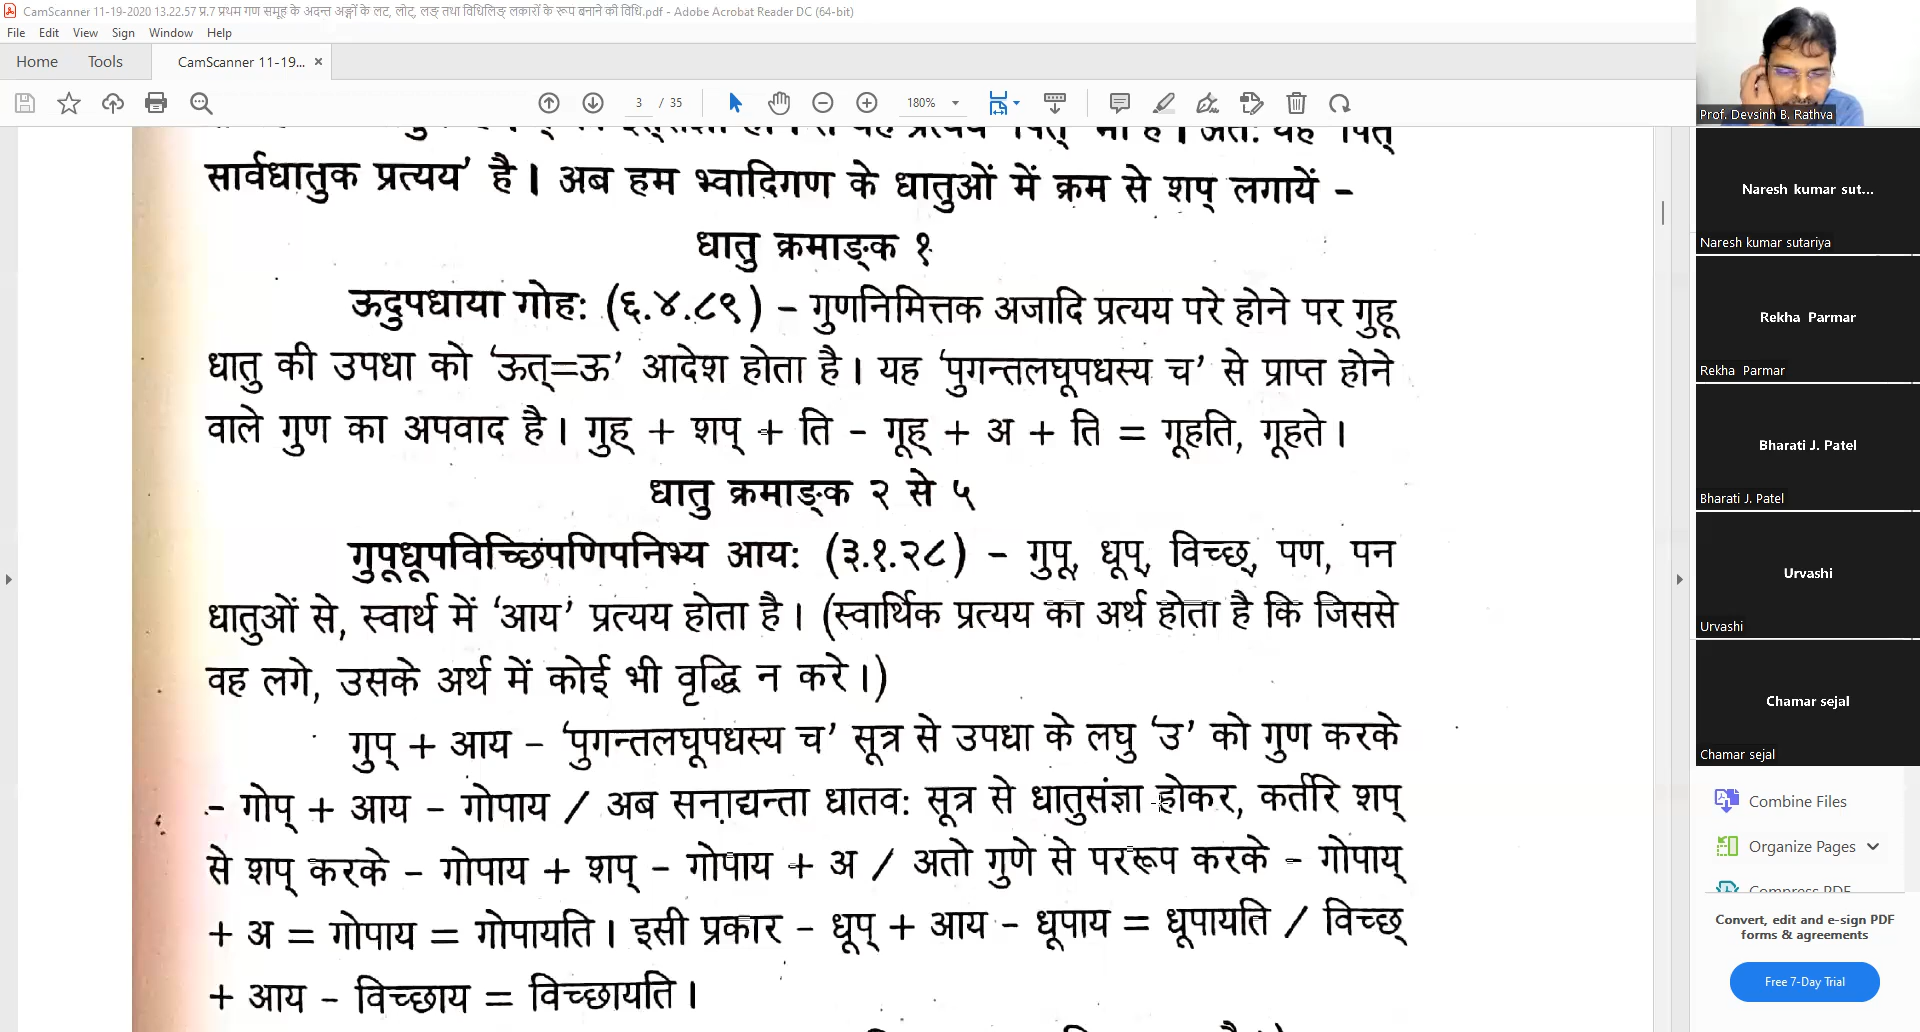 CamScanner 11-19-2020 13.22.57 प्र.7 प्रथम गण समूह के अदन्त अङ्गों के लट, लोट्, लङ् तथा विधिलिङ् लकारों के रूप बनाने की विधि.pdf - Adobe Acrobat Reader DC (64-bit)
File Edit View Sign Window Help
Home Tools CamScanner 11-19... ×
3 / 35 180%
सार्वधातुक प्रत्यय’ है। अब हम भ्वादिगण के धातुओं में क्रम से शप् लगायें -
धातु क्रमाङ्क १
ऊदुपधाया गोहः (६.४.८९) - गुणनिमित्तक अजादि प्रत्यय परे होने पर गुहू
धातु की उपधा को ‘ऊत्=ऊ’ आदेश होता है। यह ‘पुगन्तलघूपधस्य च’ से प्राप्त होने
वाले गुण का अपवाद है। गुह् + शप् + ति - गूह् + अ + ति = गूहति, गूहते।
धातु क्रमाङ्क २ से ५
गुपूधूपविच्छिपणिपनिभ्य आयः (३.१.२८) - गुपू, धूप्, विच्छ्, पण, पन
धातुओं से, स्वार्थ में ‘आय’ प्रत्यय होता है। (स्वार्थिक प्रत्यय का अर्थ होता है कि जिससे
वह लगे, उसके अर्थ में कोई भी वृद्धि न करे।)
गुप् + आय - ‘पुगन्तलघूपधस्य च’ सूत्र से उपधा के लघु ‘उ’ को गुण करके
- गोप् + आय - गोपाय / अब सनाद्यन्ता धातवः सूत्र से धातुसंज्ञा होकर, कर्तरि शप्
से शप् करके - गोपाय + शप् - गोपाय + अ / अतो गुणे से पररूप करके - गोपाय्
+ अ = गोपाय = गोपायति। इसी प्रकार - धूप् + आय - धूपाय = धूपायति / विच्छ्
+ आय - विच्छाय = विच्छायति।
Prof. Devsinh B. Rathva
Naresh kumar sut...
Naresh kumar sutariya
Rekha Parmar
Rekha Parmar
Bharati J. Patel
Bharati J. Patel
Urvashi
Urvashi
Chamar sejal
Chamar sejal
Combine Files
Organize Pages
Compress PDF
Convert, edit and e-sign PDF
forms & agreements
Free 7-Day Trial